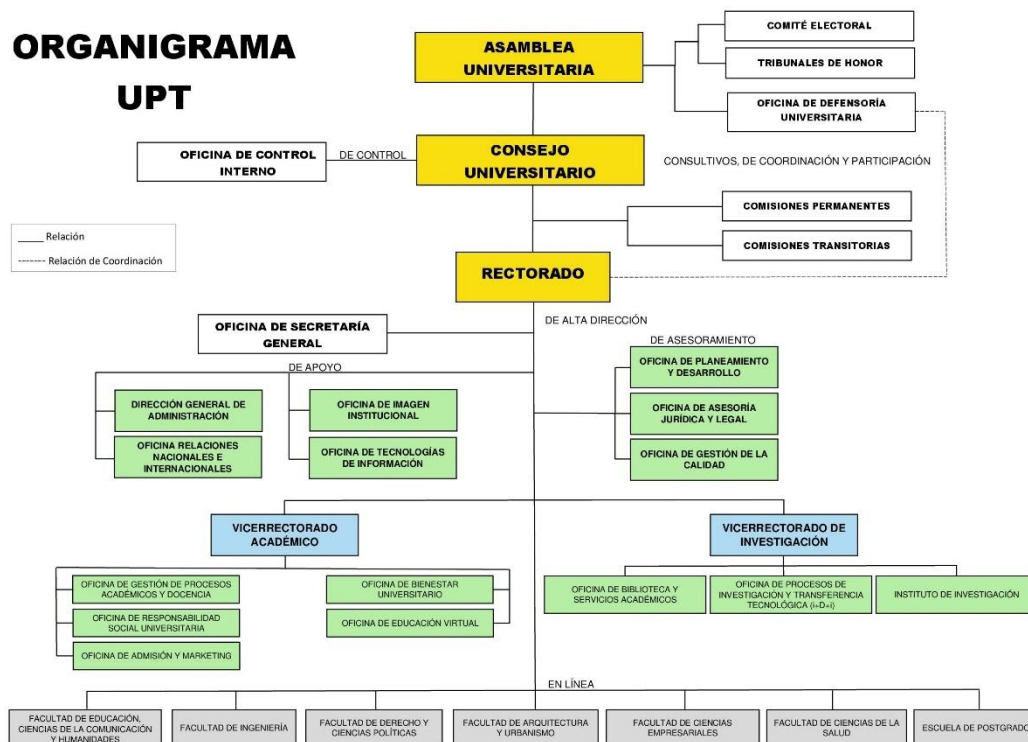 ORGANIGRAMA
UPT
ASAMBLEA
UNIVERSITARIA
COMITÉ ELECTORAL
TRIBUNALES DE HONOR
OFICINA DE DEFENSORÍA
UNIVERSITARIA
OFICINA DE CONTROL
INTERNO
DE CONTROL
CONSEJO
UNIVERSITARIO
CONSULTIVOS, DE COORDINACIÓN Y PARTICIPACIÓN
COMISIONES PERMANENTES
COMISIONES TRANSITORIAS
____ Relación
--------- Relación de Coordinación
RECTORADO
DE ALTA DIRECCIÓN
OFICINA DE SECRETARÍA
GENERAL
DE APOYO
DIRECCIÓN GENERAL DE
ADMINISTRACIÓN
OFICINA RELACIONES
NACIONALES E
INTERNACIONALES
OFICINA DE IMAGEN
INSTITUCIONAL
OFICINA DE TECNOLOGÍAS
DE INFORMACIÓN
DE ASESORAMIENTO
OFICINA DE PLANEAMIENTO
Y DESARROLLO
OFICINA DE ASESORÍA
JURÍDICA Y LEGAL
OFICINA DE GESTIÓN DE LA
CALIDAD
VICERRECTORADO
ACADÉMICO
OFICINA DE GESTIÓN DE PROCESOS
ACADÉMICOS Y DOCENCIA
OFICINA DE RESPONSABILIDAD
SOCIAL UNIVERSITARIA
OFICINA DE ADMISIÓN Y MARKETING
OFICINA DE BIENESTAR
UNIVERSITARIO
OFICINA DE EDUCACIÓN VIRTUAL
VICERRECTORADO DE
INVESTIGACIÓN
OFICINA DE BIBLIOTECA Y
SERVICIOS ACADÉMICOS
OFICINA DE PROCESOS DE
INVESTIGACIÓN Y TRANSFERENCIA
TECNOLÓGICA (i+D+i)
INSTITUTO DE INVESTIGACIÓN
EN LÍNEA
FACULTAD DE EDUCACIÓN,
CIENCIAS DE LA COMUNICACIÓN
Y HUMANIDADES
FACULTAD DE INGENIERÍA
FACULTAD DE DERECHO Y
CIENCIAS POLÍTICAS
FACULTAD DE ARQUITECTURA
Y URBANISMO
FACULTAD DE CIENCIAS
EMPRESARIALES
FACULTAD DE CIENCIAS DE LA
SALUD
ESCUELA DE POSTGRADO